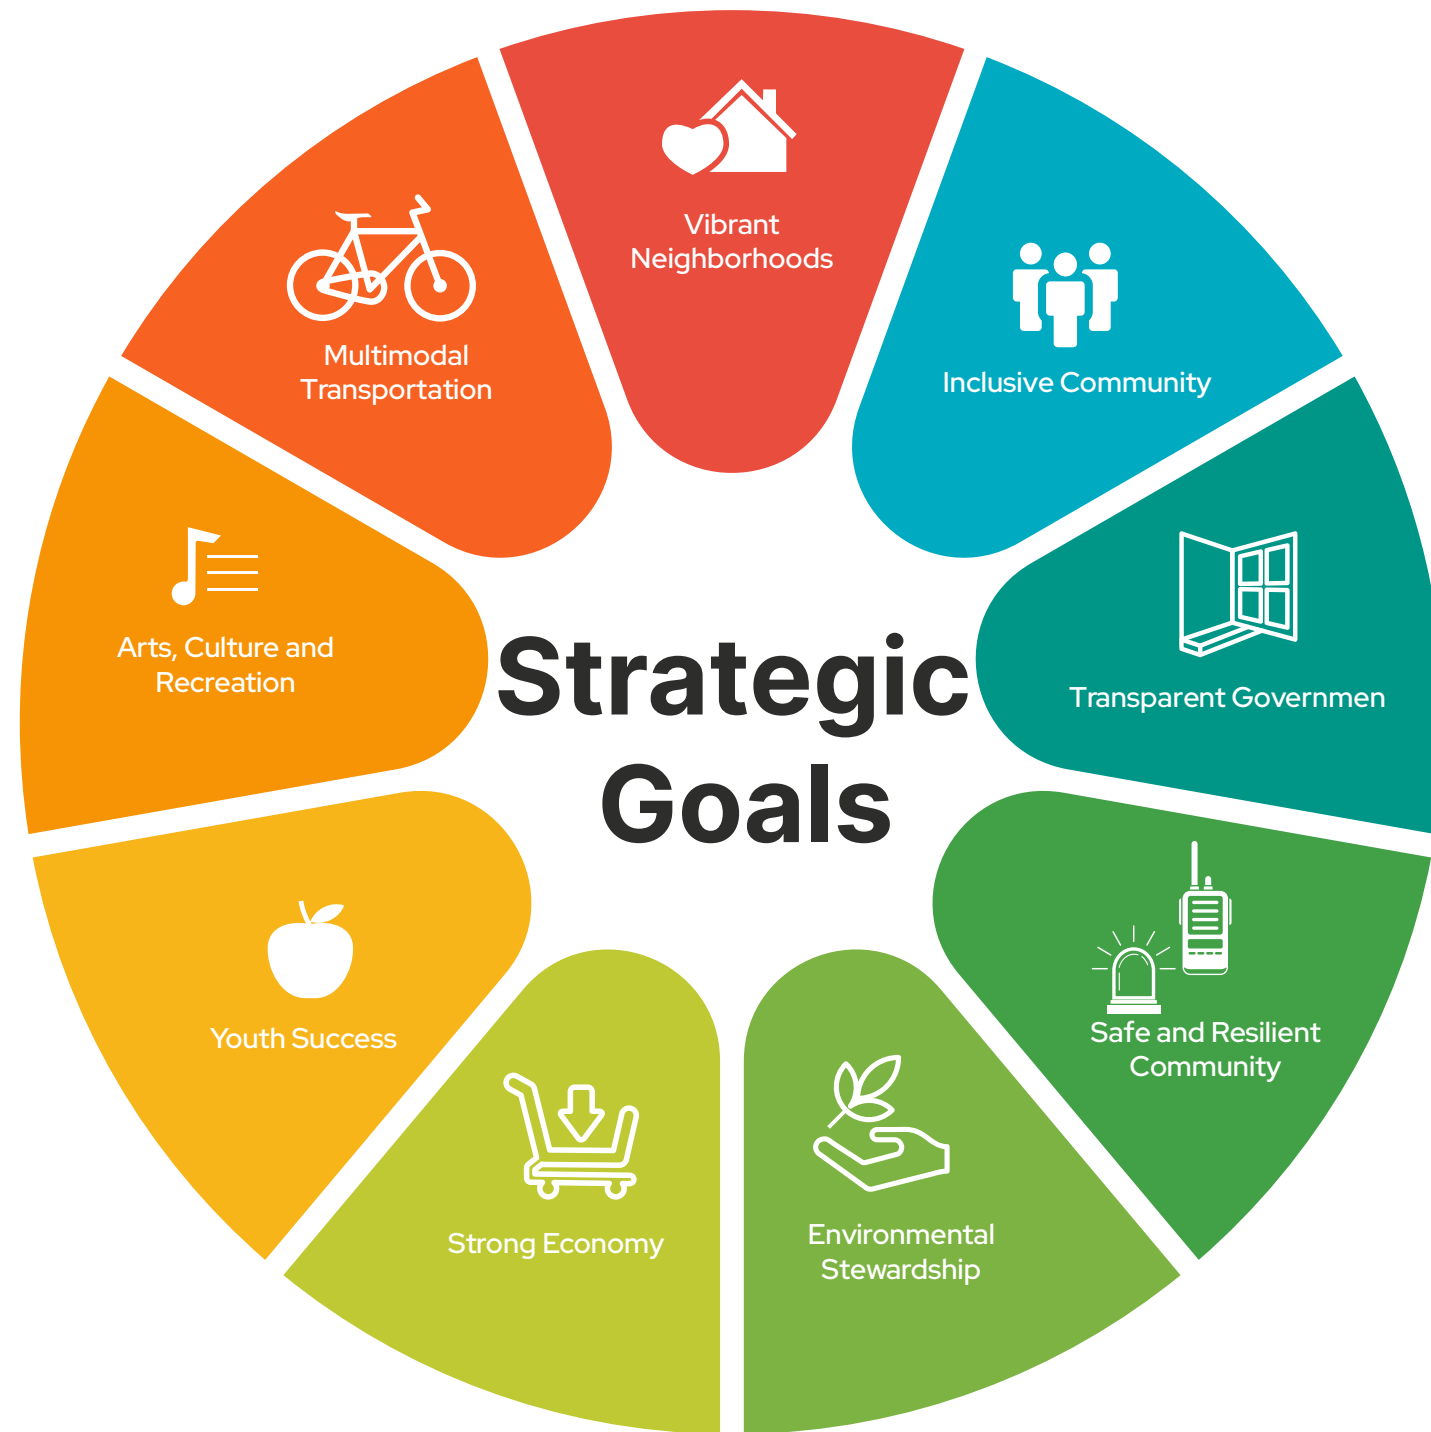 Vibrant
Neighborhoods
Inclusive Community
Transparent Governmen
Safe and Resilient
Community
Environmental
Stewardship
Strong Economy
Youth Success
Arts, Culture and
Recreation
Multimodal
Transportation
Strategic
Goals